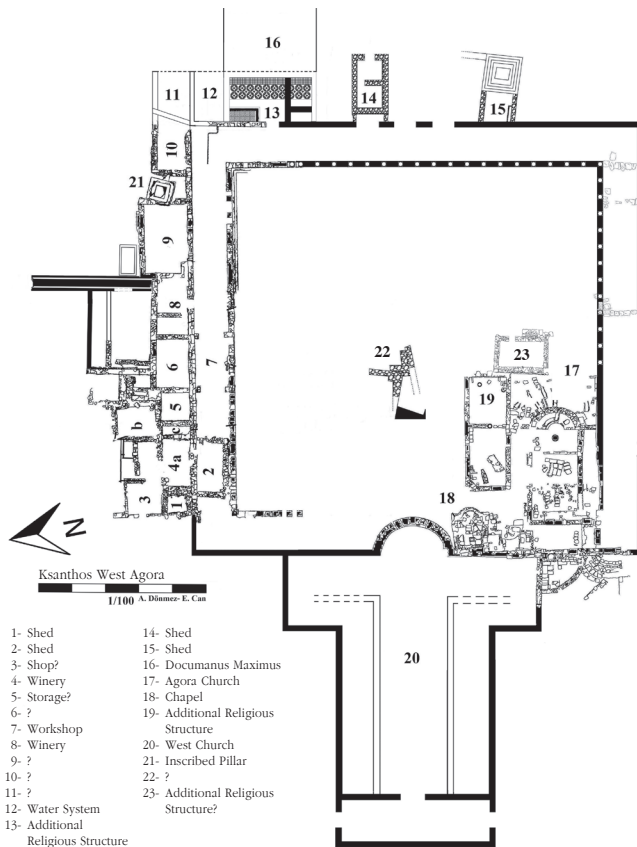 16
11
12
13
14
15
10
21
9
8
7
6
5
c
b
4a
2
3
1
22
23
17
19
18
20
N
Ksanthos West Agora
1/100 A. Dönmez- E. Can
1- Shed
2- Shed
3- Shop?
4- Winery
5- Storage?
6- ?
7- Workshop
8- Winery
9- ?
10- ?
11- ?
12- Water System
13- Additional
Religious Structure
14- Shed
15- Shed
16- Documanus Maximus
17- Agora Church
18- Chapel
19- Additional Religious
Structure
20- West Church
21- Inscribed Pillar
22- ?
23- Additional Religious
Structure?